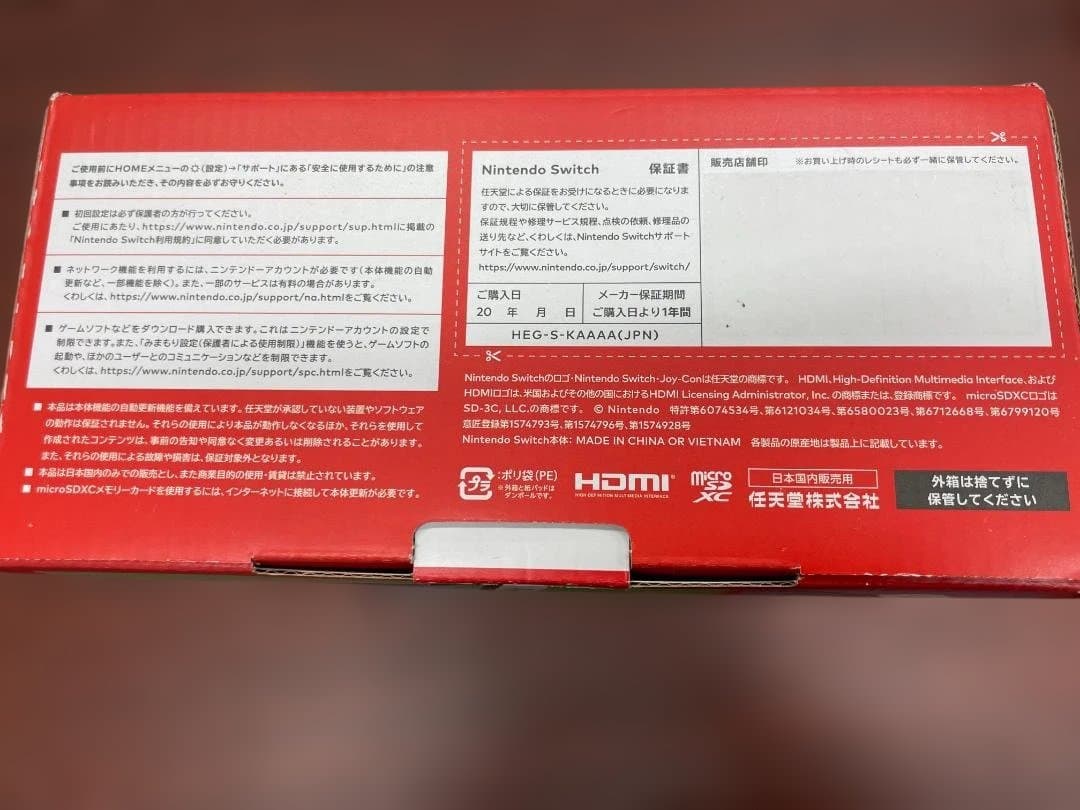 ご使用前にHOMEメニューの(設定)→「サポート」にある「安全に使用するために」の注意
事項をお読みいただき、その内容を必ずお守りください。
■ 初回設定は必ず保護者の方が行ってください。
ご使用にあたり、https://www.nintendo.co.jp/support/sup.htmlに掲載の
「Nintendo Switch利用規約」に同意していただく必要があります。
■ ネットワーク機能を利用するには、ニンテンドーアカウントが必要です(本体機能の自動
更新など、一部機能を除く)。また、一部のサービスは有料の場合があります。
くわしくは、https://www.nintendo.co.jp/support/na.htmlをご覧ください。
■ ゲームソフトなどをダウンロード購入できます。これはニンテンドーアカウントの設定で
制限できます。また、「みまもり設定(保護者による使用制限)」機能を使うと、ゲームソフトの
起動や、ほかのユーザーとのコミュニケーションなどを制限できます。
くわしくは、https://www.nintendo.co.jp/support/spc.htmlをご覧ください。
■ 本品は本体機能の自動更新機能を備えています。任天堂が承認していない装置やソフトウェア
の動作は保証されません。それらの使用により本品が動作しなくなるほか、それらを使用して
作成されたコンテンツは、事前の告知や同意なく変更あるいは削除されることがあります。
また、それらの使用による故障や損害は、保証対象外となります。
■ 本品は日本国内のみでの販売とし、また商業目的の使用・賃貸は禁止されています。
■ microSDXCメモリーカードを使用するには、インターネットに接続して本体更新が必要です。
Nintendo Switch 保証書
任天堂による保証をお受けになるときに必要になりま
すので、大切に保管してください。
保証規程や修理サービス規程、点検の依頼、修理品の
送り先など、くわしくは、Nintendo Switchサポート
サイトをご覧ください。
https://www.nintendo.co.jp/support/switch/
ご購入日
20 年 月 日
メーカー保証期間
ご購入日より1年間
HEG-S-KAAAA(JPN)
販売店舗印 ※お買い上げ時のレシートも必ず一緒に保管してください。
Nintendo Switchのロゴ・Nintendo Switch・Joy-Conは任天堂の商標です。 HDMI、High-Definition Multimedia Interface、および
HDMIロゴは、米国およびその他の国におけるHDMI Licensing Administrator, Inc. の商標または、登録商標です。 microSDXCロゴは
SD-3C, LLC.の商標です。 © Nintendo 特許第6074534号、第6121034号、第6580023号、第6712668号、第6799120号
意匠登録第1574793号、第1574796号、第1574928号
Nintendo Switch本体: MADE IN CHINA OR VIETNAM 各製品の原産地は製品上に記載しています。
プラ
:ポリ袋(PE)
※外箱と紙パッドは
ダンボールです。
HDMI
HIGH-DEFINITION MULTIMEDIA INTERFACE
micro
SD
XC
日本国内販売用
任天堂株式会社
外箱は捨てずに
保管してください